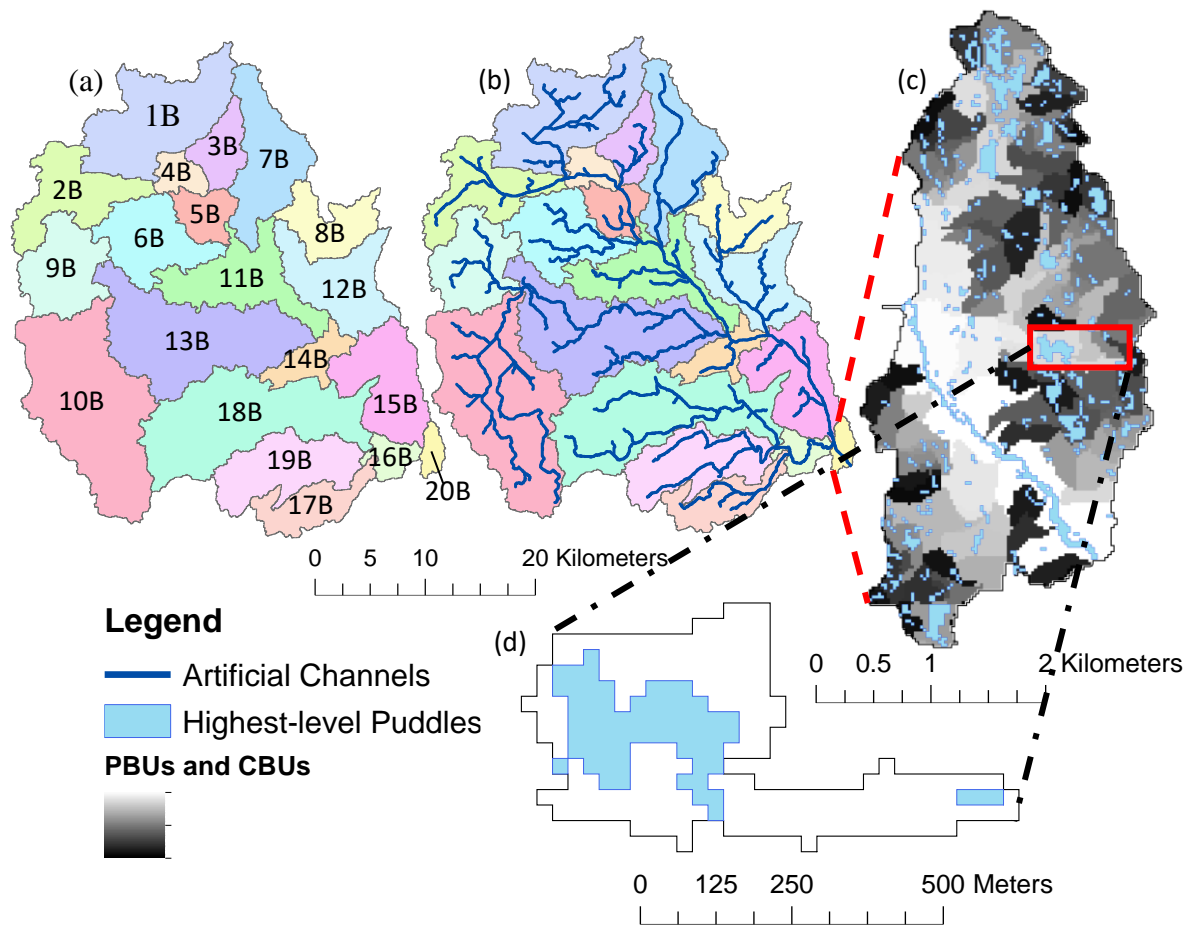 (a)
(b)
(c)
1B
3B
7B
4B
2B
5B
8B
6B
9B
11B
12B
13B
14B
10B
15B
18B
19B
16B
20B
17B
0 5 10 20 Kilometers
Legend
Artificial Channels
Highest-level Puddles
PBUs and CBUs
(d)
0 0.5 1 2 Kilometers
0 125 250 500 Meters